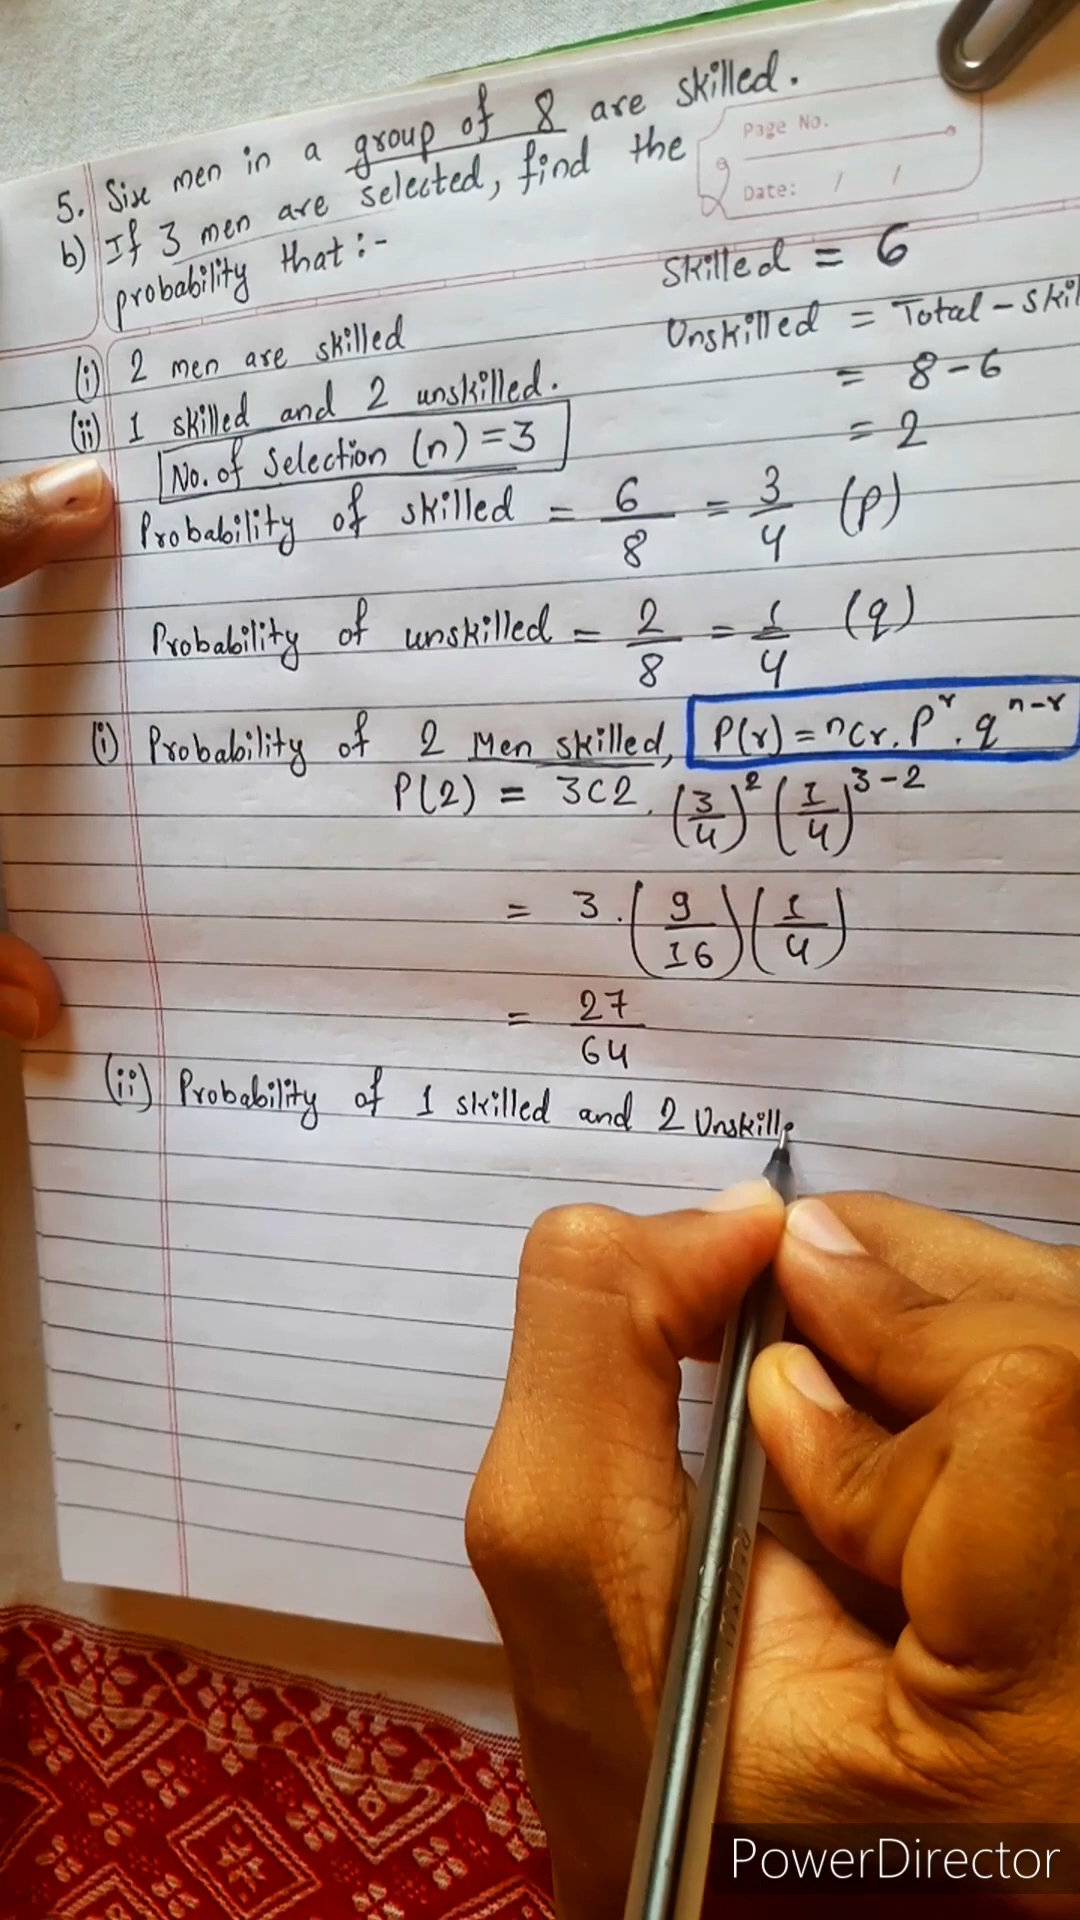 5. Six men in a group of 8 are skilled.
b) If 3 men are selected, find the
probability that :-
Page No.
Date: / /
(i) 2 men are skilled
(ii) 1 skilled and 2 unskilled.
No. of Selection (n) = 3
Skilled = 6
Unskilled = Total - Skil
= 8 - 6
= 2
Probability of skilled = 6/8 = 3/4 (p)
Probability of unskilled = 2/8 = 1/4 (q)
(i) Probability of 2 Men skilled, P(r) = nCr. P^r . q^n-r
P(2) = 3C2. (3/4)^2 (1/4)^3-2
= 3. (9/16) (1/4)
= 27/64
(ii) Probability of 1 skilled and 2 Unskille
PowerDirector